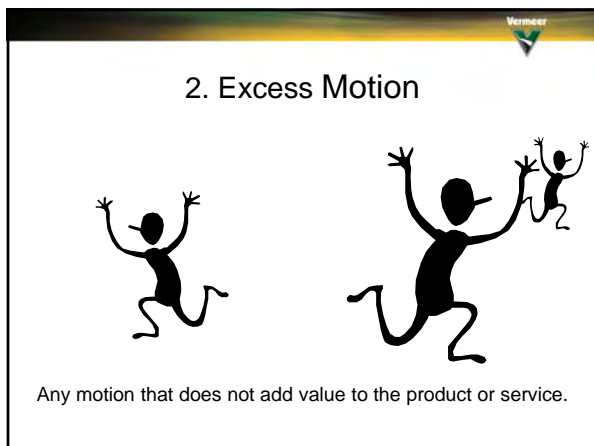 Vermeer
2. Excess Motion
Any motion that does not add value to the product or service.